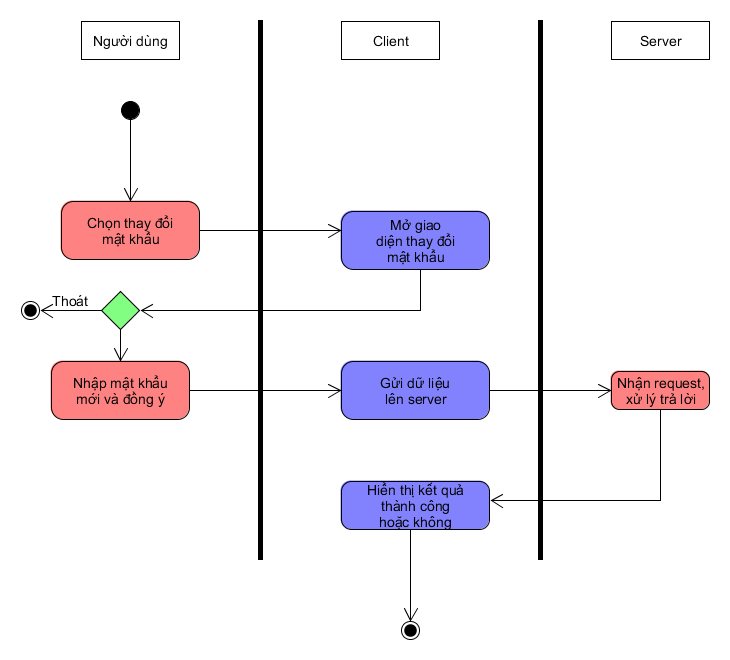 Người dùng
Client
Server
Chọn thay đổi
mật khẩu
Mở giao
diện thay đổi
mật khẩu
Thoát
Nhập mật khẩu
mới và đồng ý
Gửi dữ liệu
lên server
Nhận request,
xử lý trả lời
Hiển thị kết quả
thành công
hoặc không